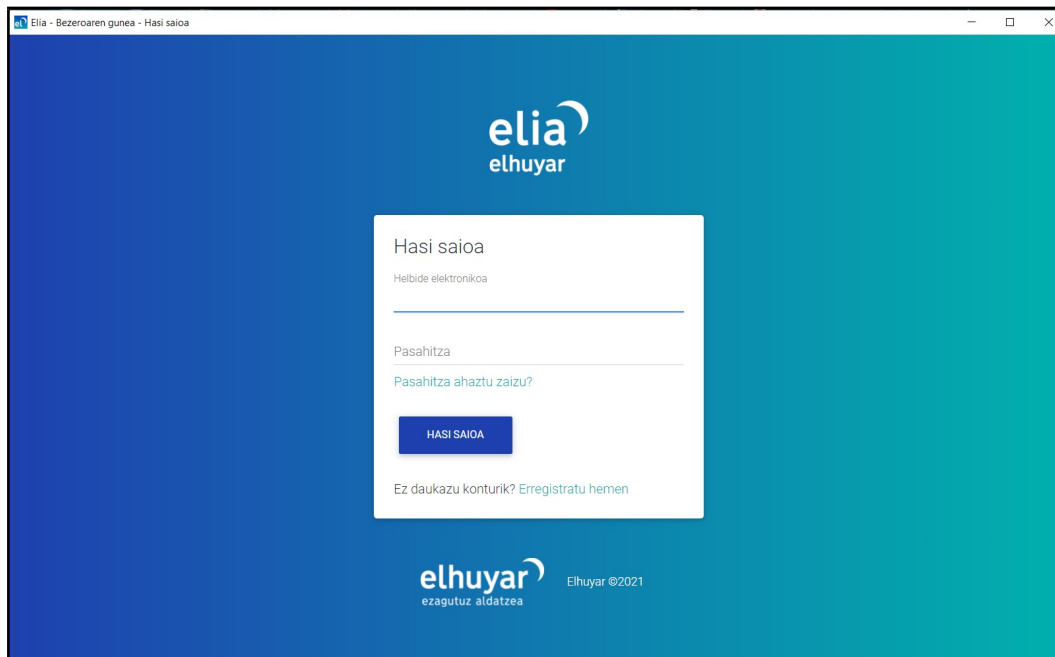 Elia - Bezeroaren gunea - Hasi saioa
elia
elhuyar
Hasi saioa
Helbide elektronikoa
Pasahitza
Pasahitza ahaztu zaizu?
HASI SAIOA
Ez daukazu konturik? Erregistratu hemen
elhuyar
ezagutuz aldatzea
Elhuyar ©2021